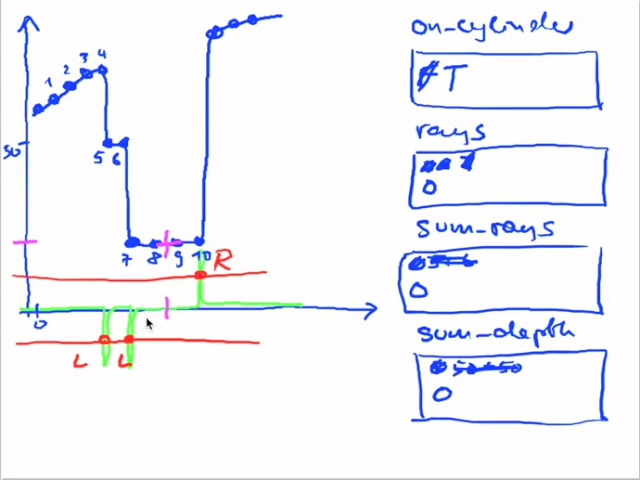 on-cylinder
T
rays
0
sum-rays
0
sum-depth
0
1 2 3 4
50
5 6
7 8 9 10
R
0
L L